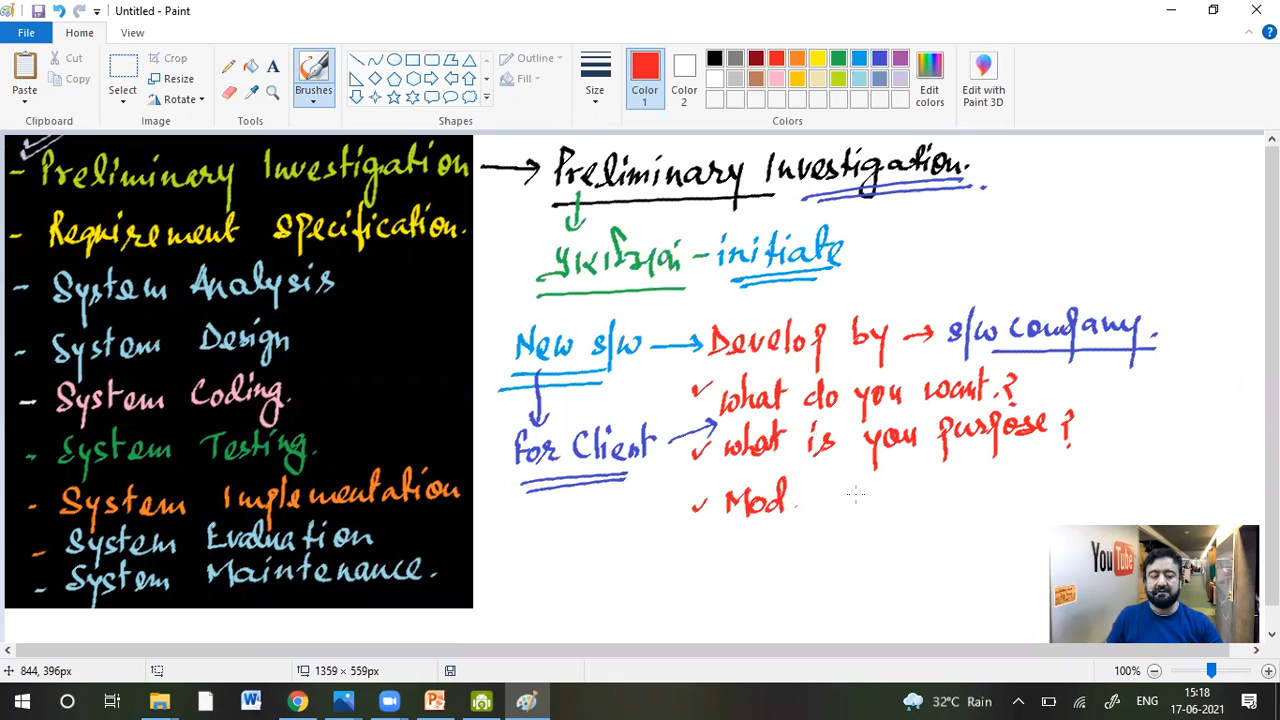 Untitled - Paint
File Home View
Paste Cut Copy
Clipboard
Select Crop Resize Rotate
Image
Tools
Brushes
Shapes
Outline Fill
Size
Color 1
Color 2
Edit colors
Edit with Paint 3D
Colors
- Preliminary Investigation
- Requirement specification.
- System Analysis
- System Design
- System Coding.
- System Testing.
- System Implementation
- System Evaluation
- System Maintenance.
→ Preliminary Investigation.
- initiate
New s/w → Develop by → s/w company.
for Client
✓ What do you want.?
✓ what is you purpose?
✓ Mod
You Tube
844, 396px
1359 × 559px
100%
32°C Rain
ENG
15:18
17-06-2021